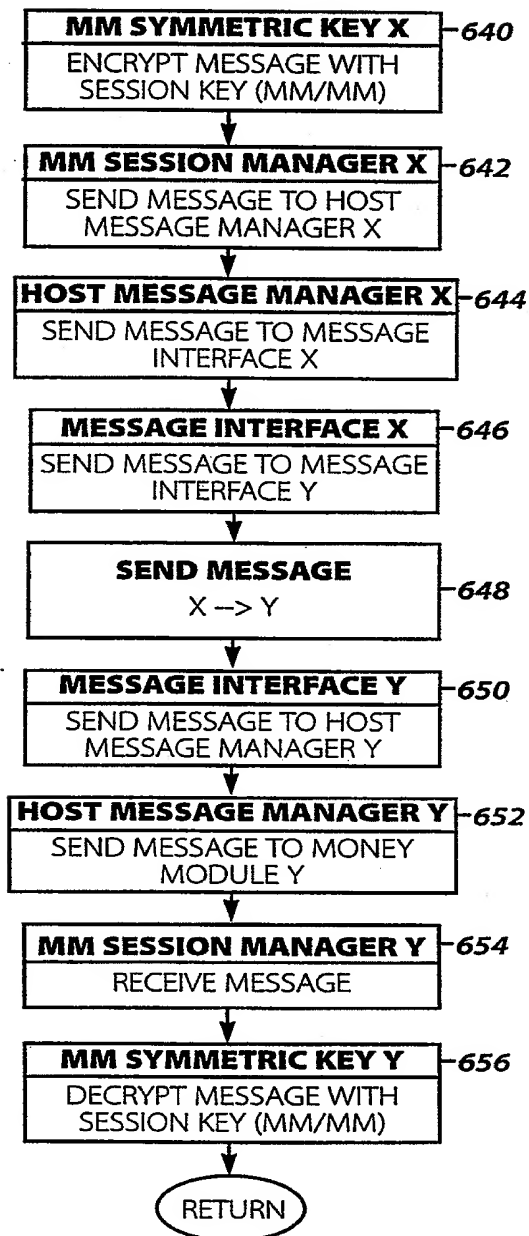 MM SYMMETRIC KEY X 640
ENCRYPT MESSAGE WITH
SESSION KEY (MM/MM)
MM SESSION MANAGER X 642
SEND MESSAGE TO HOST
MESSAGE MANAGER X
HOST MESSAGE MANAGER X 644
SEND MESSAGE TO MESSAGE
INTERFACE X
MESSAGE INTERFACE X 646
SEND MESSAGE TO MESSAGE
INTERFACE Y
SEND MESSAGE
X --> Y 648
MESSAGE INTERFACE Y 650
SEND MESSAGE TO HOST
MESSAGE MANAGER Y
HOST MESSAGE MANAGER Y 652
SEND MESSAGE TO MONEY
MODULE Y
MM SESSION MANAGER Y 654
RECEIVE MESSAGE
MM SYMMETRIC KEY Y 656
DECRYPT MESSAGE WITH
SESSION KEY (MM/MM)
RETURN